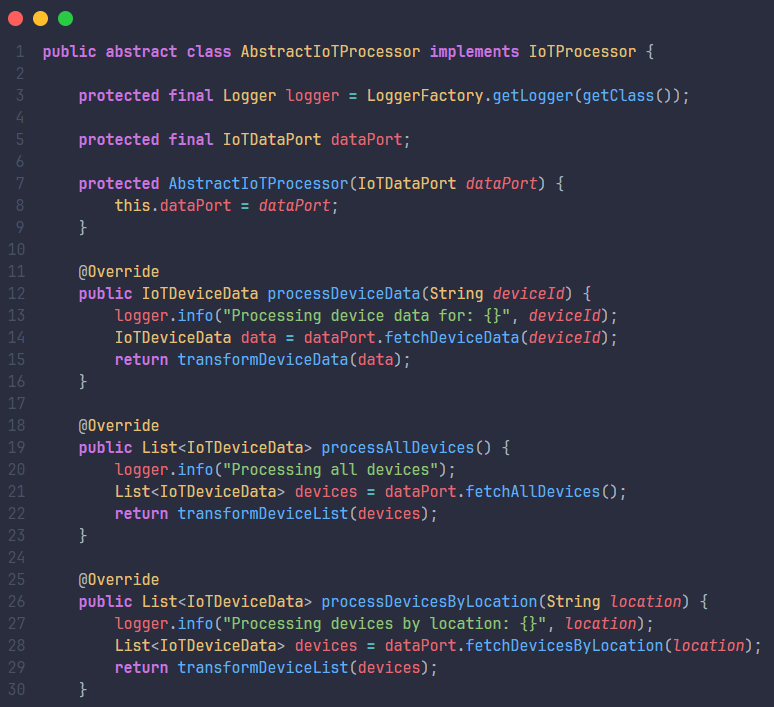 1 public abstract class AbstractIoTProcessor implements IoTProcessor {
2
3     protected final Logger logger = LoggerFactory.getLogger(getClass());
4
5     protected final IoTDataPort dataPort;
6
7     protected AbstractIoTProcessor(IoTDataPort dataPort) {
8         this.dataPort = dataPort;
9     }
10
11     @Override
12     public IoTDeviceData processDeviceData(String deviceId) {
13         logger.info("Processing device data for: {}", deviceId);
14         IoTDeviceData data = dataPort.fetchDeviceData(deviceId);
15         return transformDeviceData(data);
16     }
17
18     @Override
19     public List<IoTDeviceData> processAllDevices() {
20         logger.info("Processing all devices");
21         List<IoTDeviceData> devices = dataPort.fetchAllDevices();
22         return transformDeviceList(devices);
23     }
24
25     @Override
26     public List<IoTDeviceData> processDevicesByLocation(String location) {
27         logger.info("Processing devices by location: {}", location);
28         List<IoTDeviceData> devices = dataPort.fetchDevicesByLocation(location);
29         return transformDeviceList(devices);
30     }